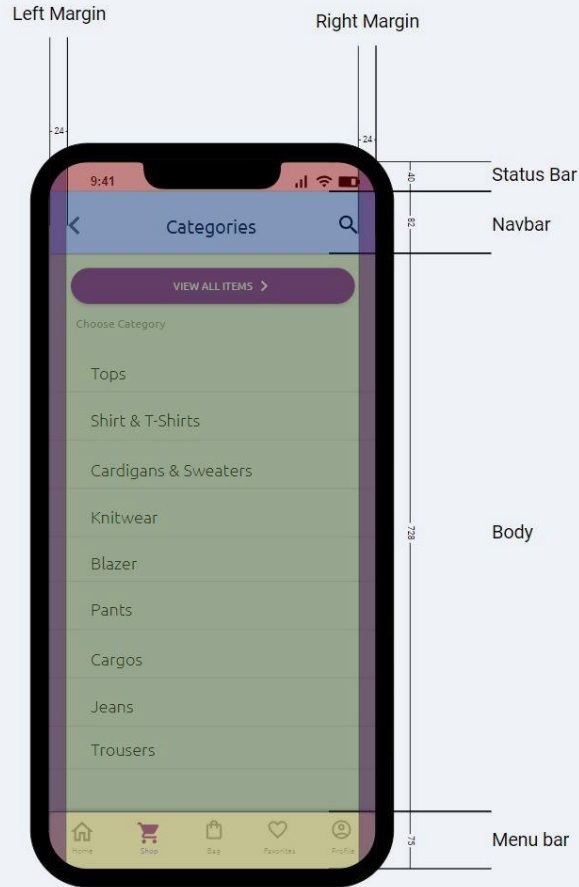 Left Margin
Right Margin
24
24
9:41
40
Status Bar
Categories
82
Navbar
VIEW ALL ITEMS
Choose Category
Tops
Shirt & T-Shirts
Cardigans & Sweaters
Knitwear
728
Body
Blazer
Pants
Cargos
Jeans
Trousers
75
Menu bar
Home
Shop
Bag
Favorites
Profile